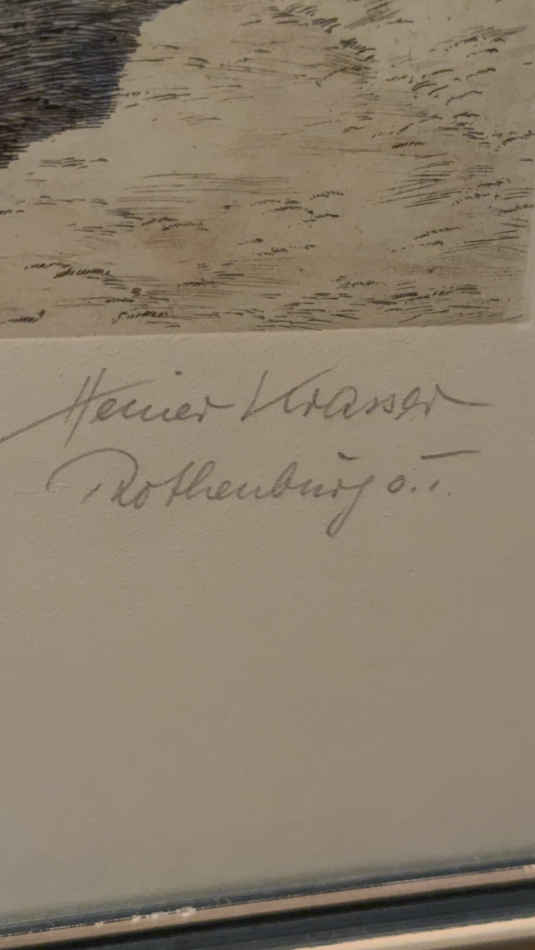 Heiner Krasser
Rothenburg o.T.